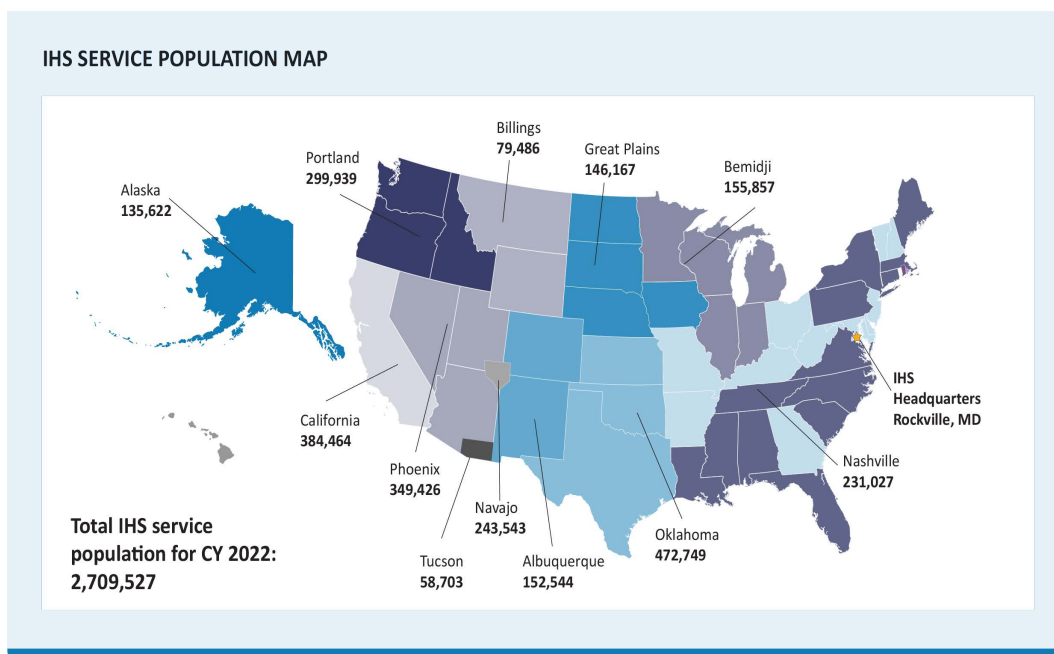 IHS SERVICE POPULATION MAP
Billings
79,486
Great Plains
146,167
Portland
299,939
Bemidji
155,857
Alaska
135,622
IHS
Headquarters
Rockville, MD
California
384,464
Nashville
231,027
Phoenix
349,426
Navajo
243,543
Oklahoma
472,749
Tucson
58,703
Albuquerque
152,544
Total IHS service
population for CY 2022:
2,709,527